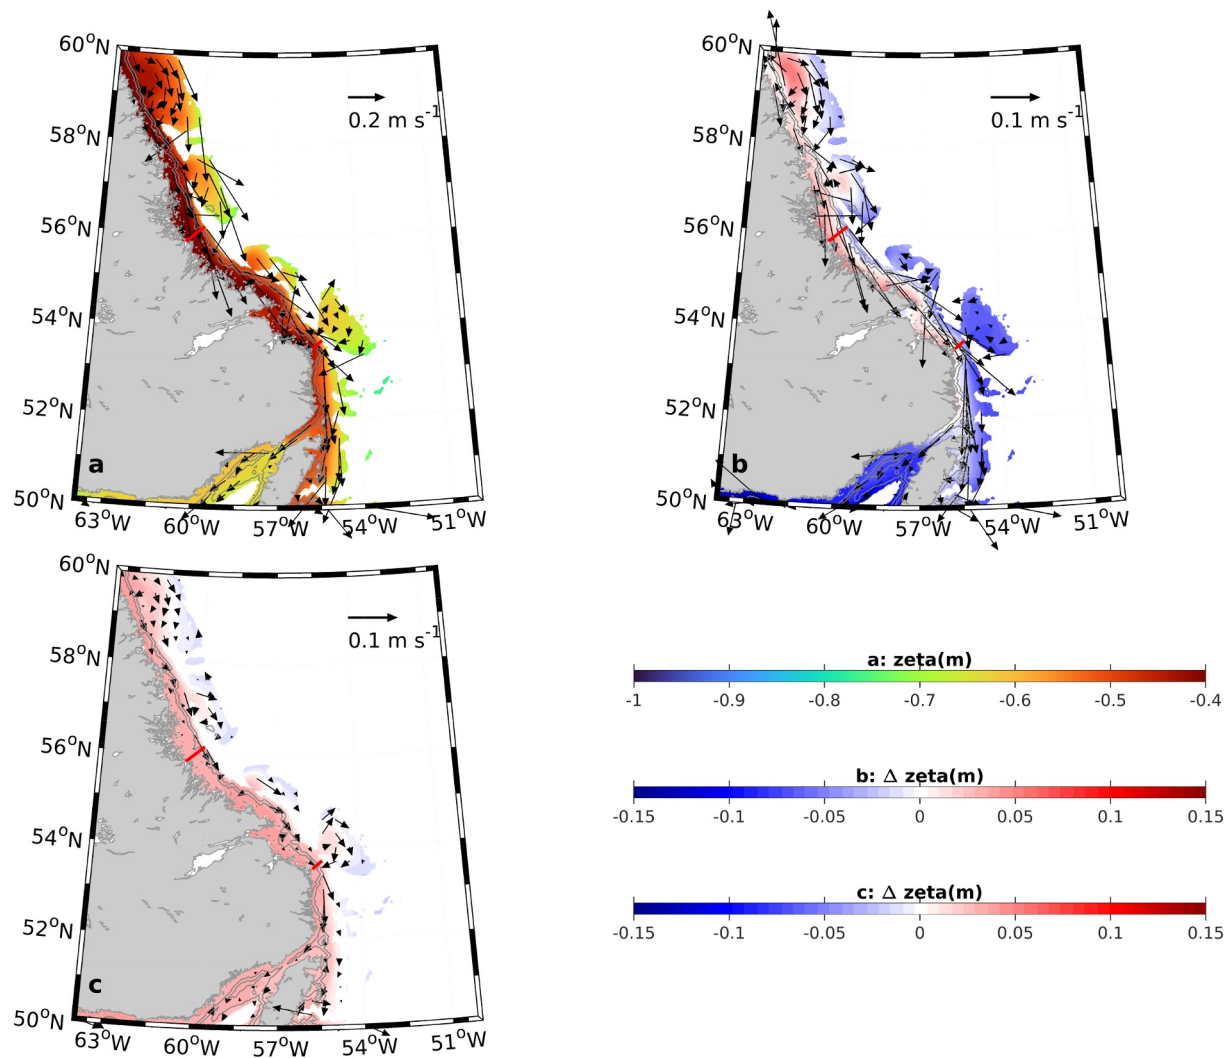 60°N
58°N
56°N
54°N
52°N
50°N
0.2 m s⁻¹
a
63°W 60°W 57°W 54°W 51°W
60°N
58°N
56°N
54°N
52°N
50°N
0.1 m s⁻¹
b
63°W 60°W 57°W 54°W 51°W
60°N
58°N
56°N
54°N
52°N
50°N
0.1 m s⁻¹
c
63°W 60°W 57°W 54°W 51°W
a: zeta(m)
-1 -0.9 -0.8 -0.7 -0.6 -0.5 -0.4
b: Δ zeta(m)
-0.15 -0.1 -0.05 0 0.05 0.1 0.15
c: Δ zeta(m)
-0.15 -0.1 -0.05 0 0.05 0.1 0.15